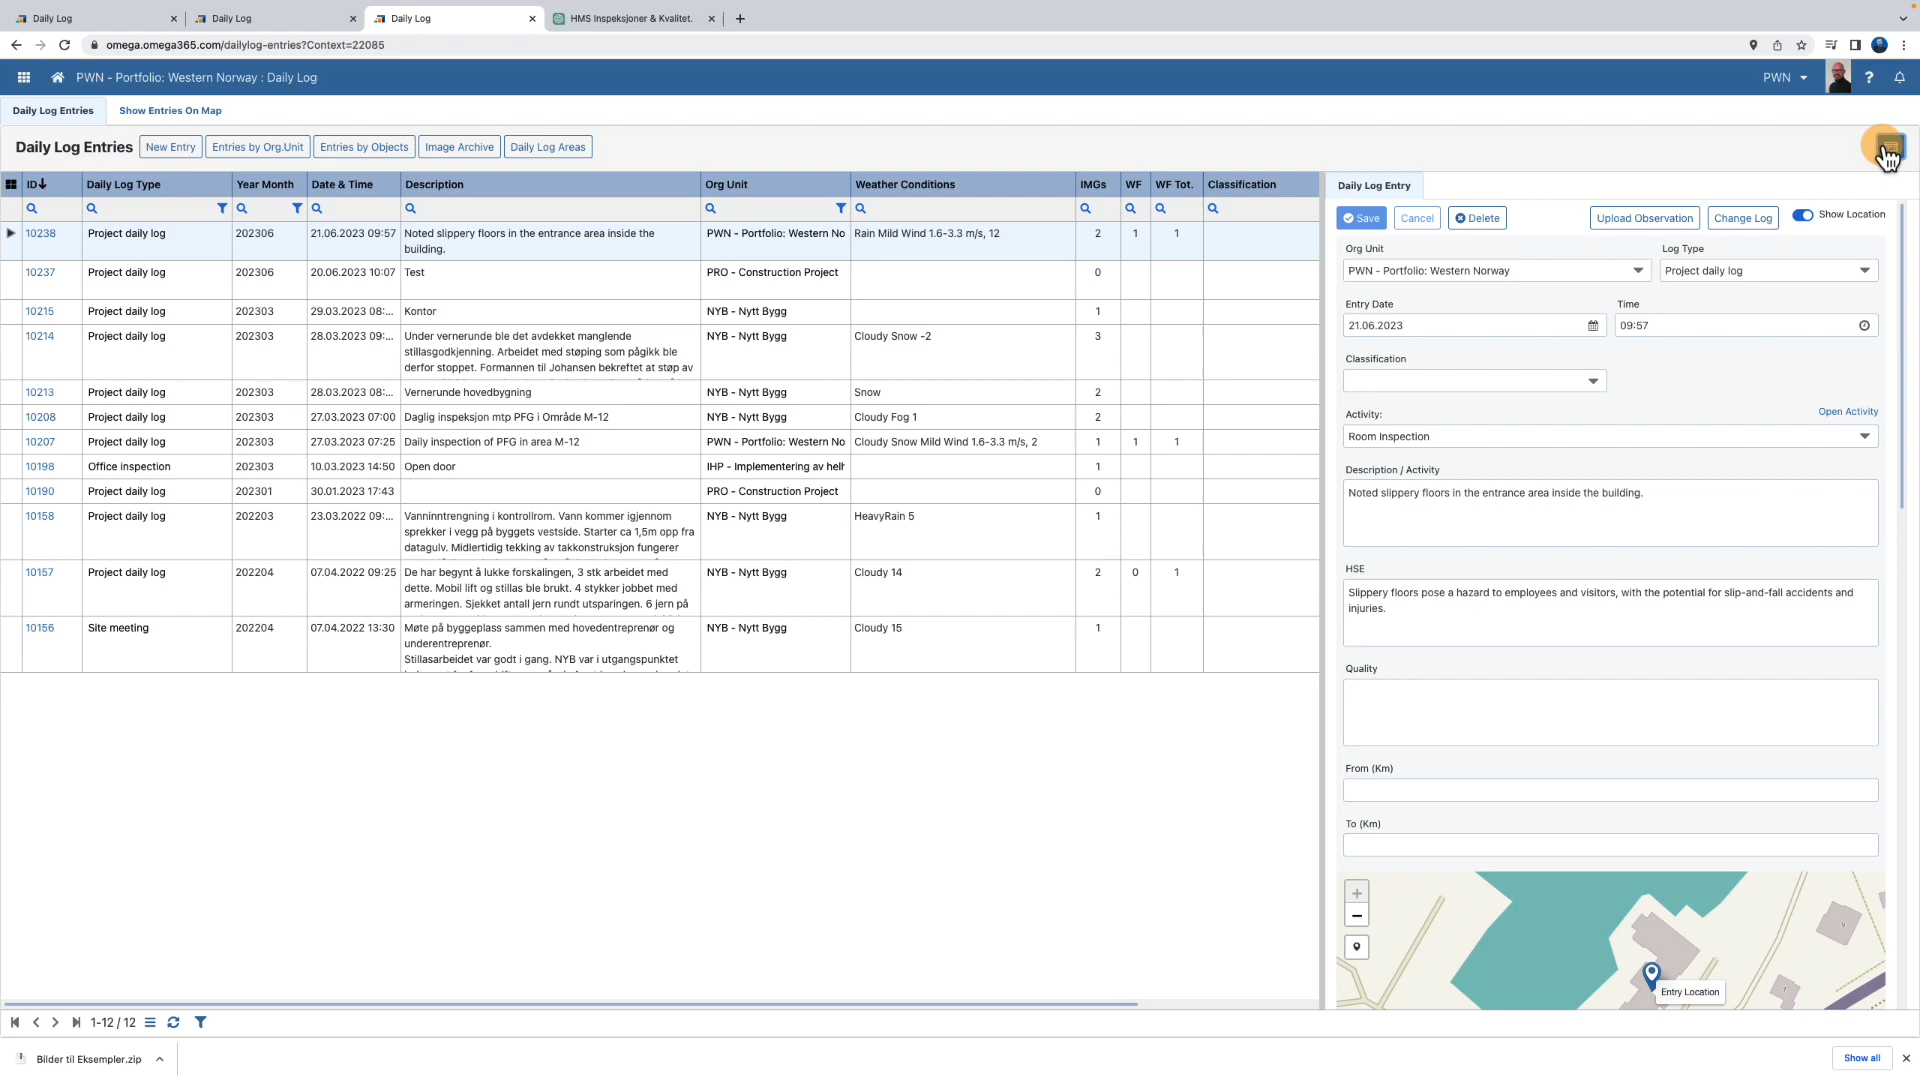 Daily Log
Daily Log
Daily Log
HMS Inspeksjoner & Kvalitet.
omega.omega365.com/dailylog-entries?Context=22085
PWN - Portfolio: Western Norway : Daily Log
PWN
Daily Log Entries
Show Entries On Map
Daily Log Entries
New Entry
Entries by Org.Unit
Entries by Objects
Image Archive
Daily Log Areas
ID Daily Log Type Year Month Date & Time Description Org Unit Weather Conditions IMGs WF WF Tot. Classification
10238 Project daily log 202306 21.06.2023 09:57 Noted slippery floors in the entrance area inside the PWN - Portfolio: Western No Rain Mild Wind 1.6-3.3 m/s, 12 2 1 1
building.
10237 Project daily log 202306 20.06.2023 10:07 Test PRO - Construction Project 0
10215 Project daily log 202303 29.03.2023 08:... Kontor NYB - Nytt Bygg 1
10214 Project daily log 202303 28.03.2023 09:... Under vernerunde ble det avdekket manglende NYB - Nytt Bygg Cloudy Snow -2 3
stillasgodkjenning. Arbeidet med støping som pågikk ble
derfor stoppet. Formannen til Johansen bekreftet at støp av
10213 Project daily log 202303 28.03.2023 08:... Vernerunde hovedbygning NYB - Nytt Bygg Snow 2
10208 Project daily log 202303 27.03.2023 07:00 Daglig inspeksjon mtp PFG i Område M-12 NYB - Nytt Bygg Cloudy Fog 1 2
10207 Project daily log 202303 27.03.2023 07:25 Daily inspection of PFG in area M-12 PWN - Portfolio: Western No Cloudy Snow Mild Wind 1.6-3.3 m/s, 2 1 1 1
10198 Office inspection 202303 10.03.2023 14:50 Open door IHP - Implementering av helh 1
10190 Project daily log 202301 30.01.2023 17:43 PRO - Construction Project 0
10158 Project daily log 202203 23.03.2022 09:... Vanninntrengning i kontrollrom. Vann kommer igjennom NYB - Nytt Bygg HeavyRain 5 1
sprekker i vegg på byggets vestside. Starter ca 1,5m opp fra
datagulv. Midlertidig tekking av takkonstruksjon fungerer
10157 Project daily log 202204 07.04.2022 09:25 De har begynt å lukke forskalingen, 3 stk arbeidet med NYB - Nytt Bygg Cloudy 14 2 0 1
dette. Mobil lift og stillas ble brukt. 4 stykker jobbet med
armeringen. Sjekket antall jern rundt utsparingen. 6 jern på
10156 Site meeting 202204 07.04.2022 13:30 Møte på byggeplass sammen med hovedentreprenør og NYB - Nytt Bygg Cloudy 15 1
underentreprenør.
Stillasarbeidet var godt i gang. NYB var i utgangspunktet
1-12 / 12
Daily Log Entry
Save Cancel Delete Upload Observation Change Log Show Location
Org Unit Log Type
PWN - Portfolio: Western Norway Project daily log
Entry Date Time
21.06.2023 09:57
Classification
Activity: Open Activity
Room Inspection
Description / Activity
Noted slippery floors in the entrance area inside the building.
HSE
Slippery floors pose a hazard to employees and visitors, with the potential for slip-and-fall accidents and
injuries.
Quality
From (Km)
To (Km)
9
7
Entry Location
Bilder til Eksempler.zip
Show all